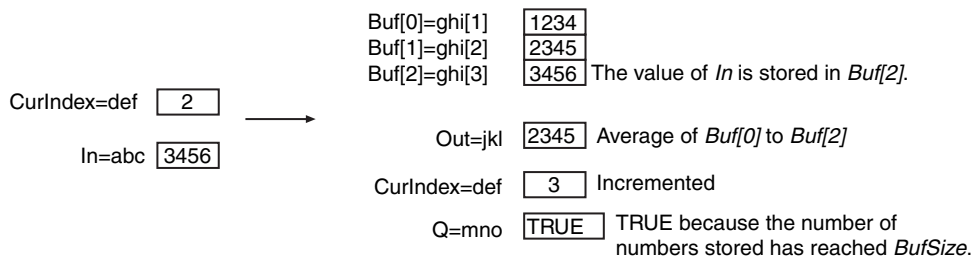 Buf[0]=ghi[1] 1234
Buf[1]=ghi[2] 2345
Buf[2]=ghi[3] 3456 The value of In is stored in Buf[2].
CurIndex=def 2
In=abc 3456
Out=jkl 2345 Average of Buf[0] to Buf[2]
CurIndex=def 3 Incremented
Q=mno TRUE TRUE because the number of
numbers stored has reached BufSize.